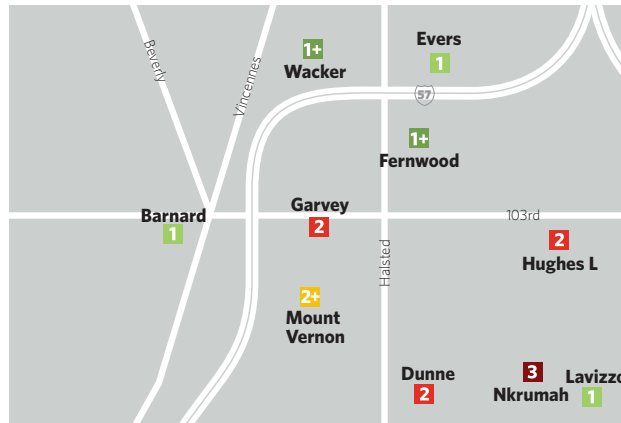 Beverly
Vincennes
1+
Wacker
Evers
1
57
1+
Fernwood
Barnard
1
Garvey
2
103rd
2
Hughes L
Halsted
2+
Mount
Vernon
Dunne
2
3
Nkrumah
Lavizzo
1